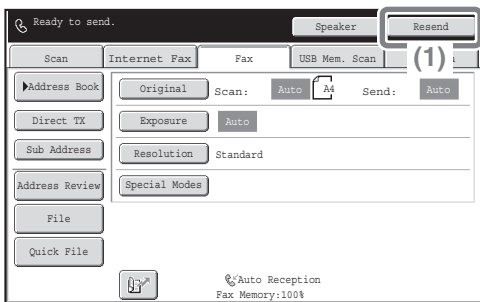 Ready to send.
Speaker
Resend
Scan
Internet Fax
Fax
USB Mem. Scan
(1)
Address Book
Original
Scan:
Auto
A4
Send:
Auto
Direct TX
Exposure
Auto
Sub Address
Resolution
Standard
Address Review
Special Modes
File
Quick File
Auto Reception
Fax Memory:100%